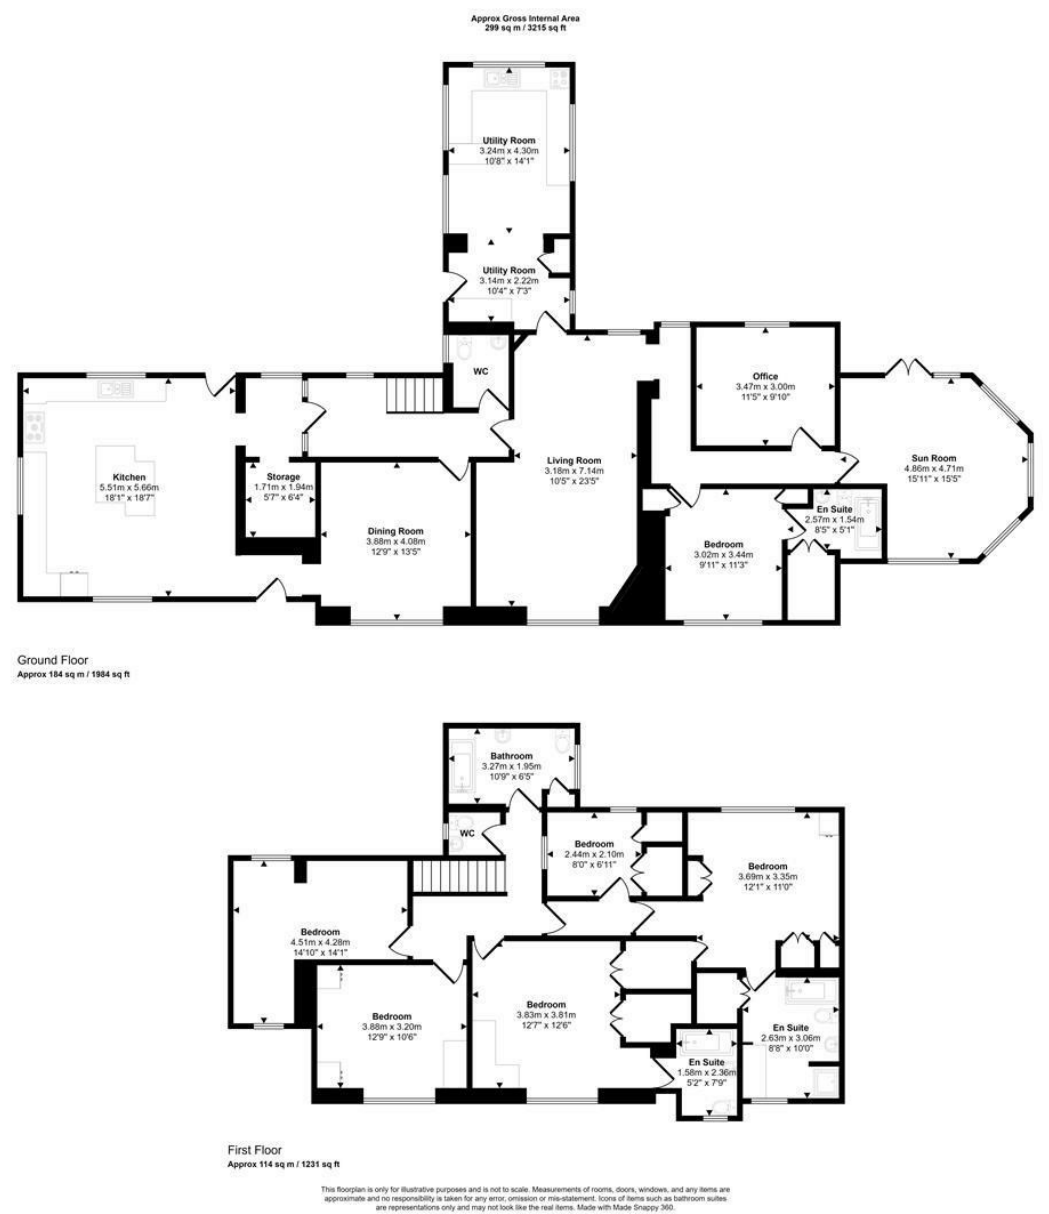 Approx Gross Internal Area
299 sq m / 3215 sq ft
Utility Room
3.24m x 4.30m
10'8" x 14'1"
Utility Room
3.14m x 2.22m
10'4" x 7'3"
WC
Office
3.47m x 3.00m
11'5" x 9'10"
Kitchen
5.51m x 5.66m
18'1" x 18'7"
Storage
1.71m x 1.94m
5'7" x 6'4"
Living Room
3.18m x 7.14m
10'5" x 23'5"
Sun Room
4.86m x 4.71m
15'11" x 15'5"
Dining Room
3.88m x 4.08m
12'9" x 13'5"
En Suite
2.57m x 1.54m
8'5" x 5'1"
Bedroom
3.02m x 3.44m
9'11" x 11'3"
Ground Floor
Approx 184 sq m / 1984 sq ft
Bathroom
3.27m x 1.95m
10'9" x 6'5"
WC
Bedroom
2.44m x 2.10m
8'0" x 6'11"
Bedroom
3.69m x 3.35m
12'1" x 11'0"
Bedroom
4.51m x 4.28m
14'10" x 14'1"
Bedroom
3.88m x 3.20m
12'9" x 10'6"
Bedroom
3.83m x 3.81m
12'7" x 12'6"
En Suite
2.63m x 3.06m
8'8" x 10'0"
En Suite
1.58m x 2.36m
5'2" x 7'9"
First Floor
Approx 114 sq m / 1231 sq ft
This floorplan is only for illustrative purposes and is not to scale. Measurements of rooms, doors, windows, and any items are
approximate and no responsibility is taken for any error, omission or mis-statement. Icons of items such as bathroom suites
are representations only and may not look like the real items. Made with Made Snappy 360.